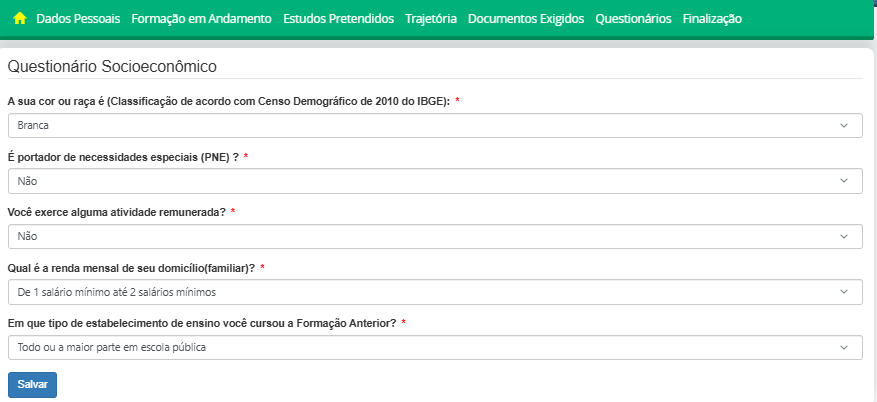 Dados Pessoais Formação em Andamento Estudos Pretendidos Trajetória Documentos Exigidos Questionários Finalização
Questionário Socioeconômico
A sua cor ou raça é (Classificação de acordo com Censo Demográfico de 2010 do IBGE): *
Branca
É portador de necessidades especiais (PNE) ? *
Não
Você exerce alguma atividade remunerada? *
Não
Qual é a renda mensal de seu domicílio(familiar)? *
De 1 salário mínimo até 2 salários mínimos
Em que tipo de estabelecimento de ensino você cursou a Formação Anterior? *
Todo ou a maior parte em escola pública
Salvar